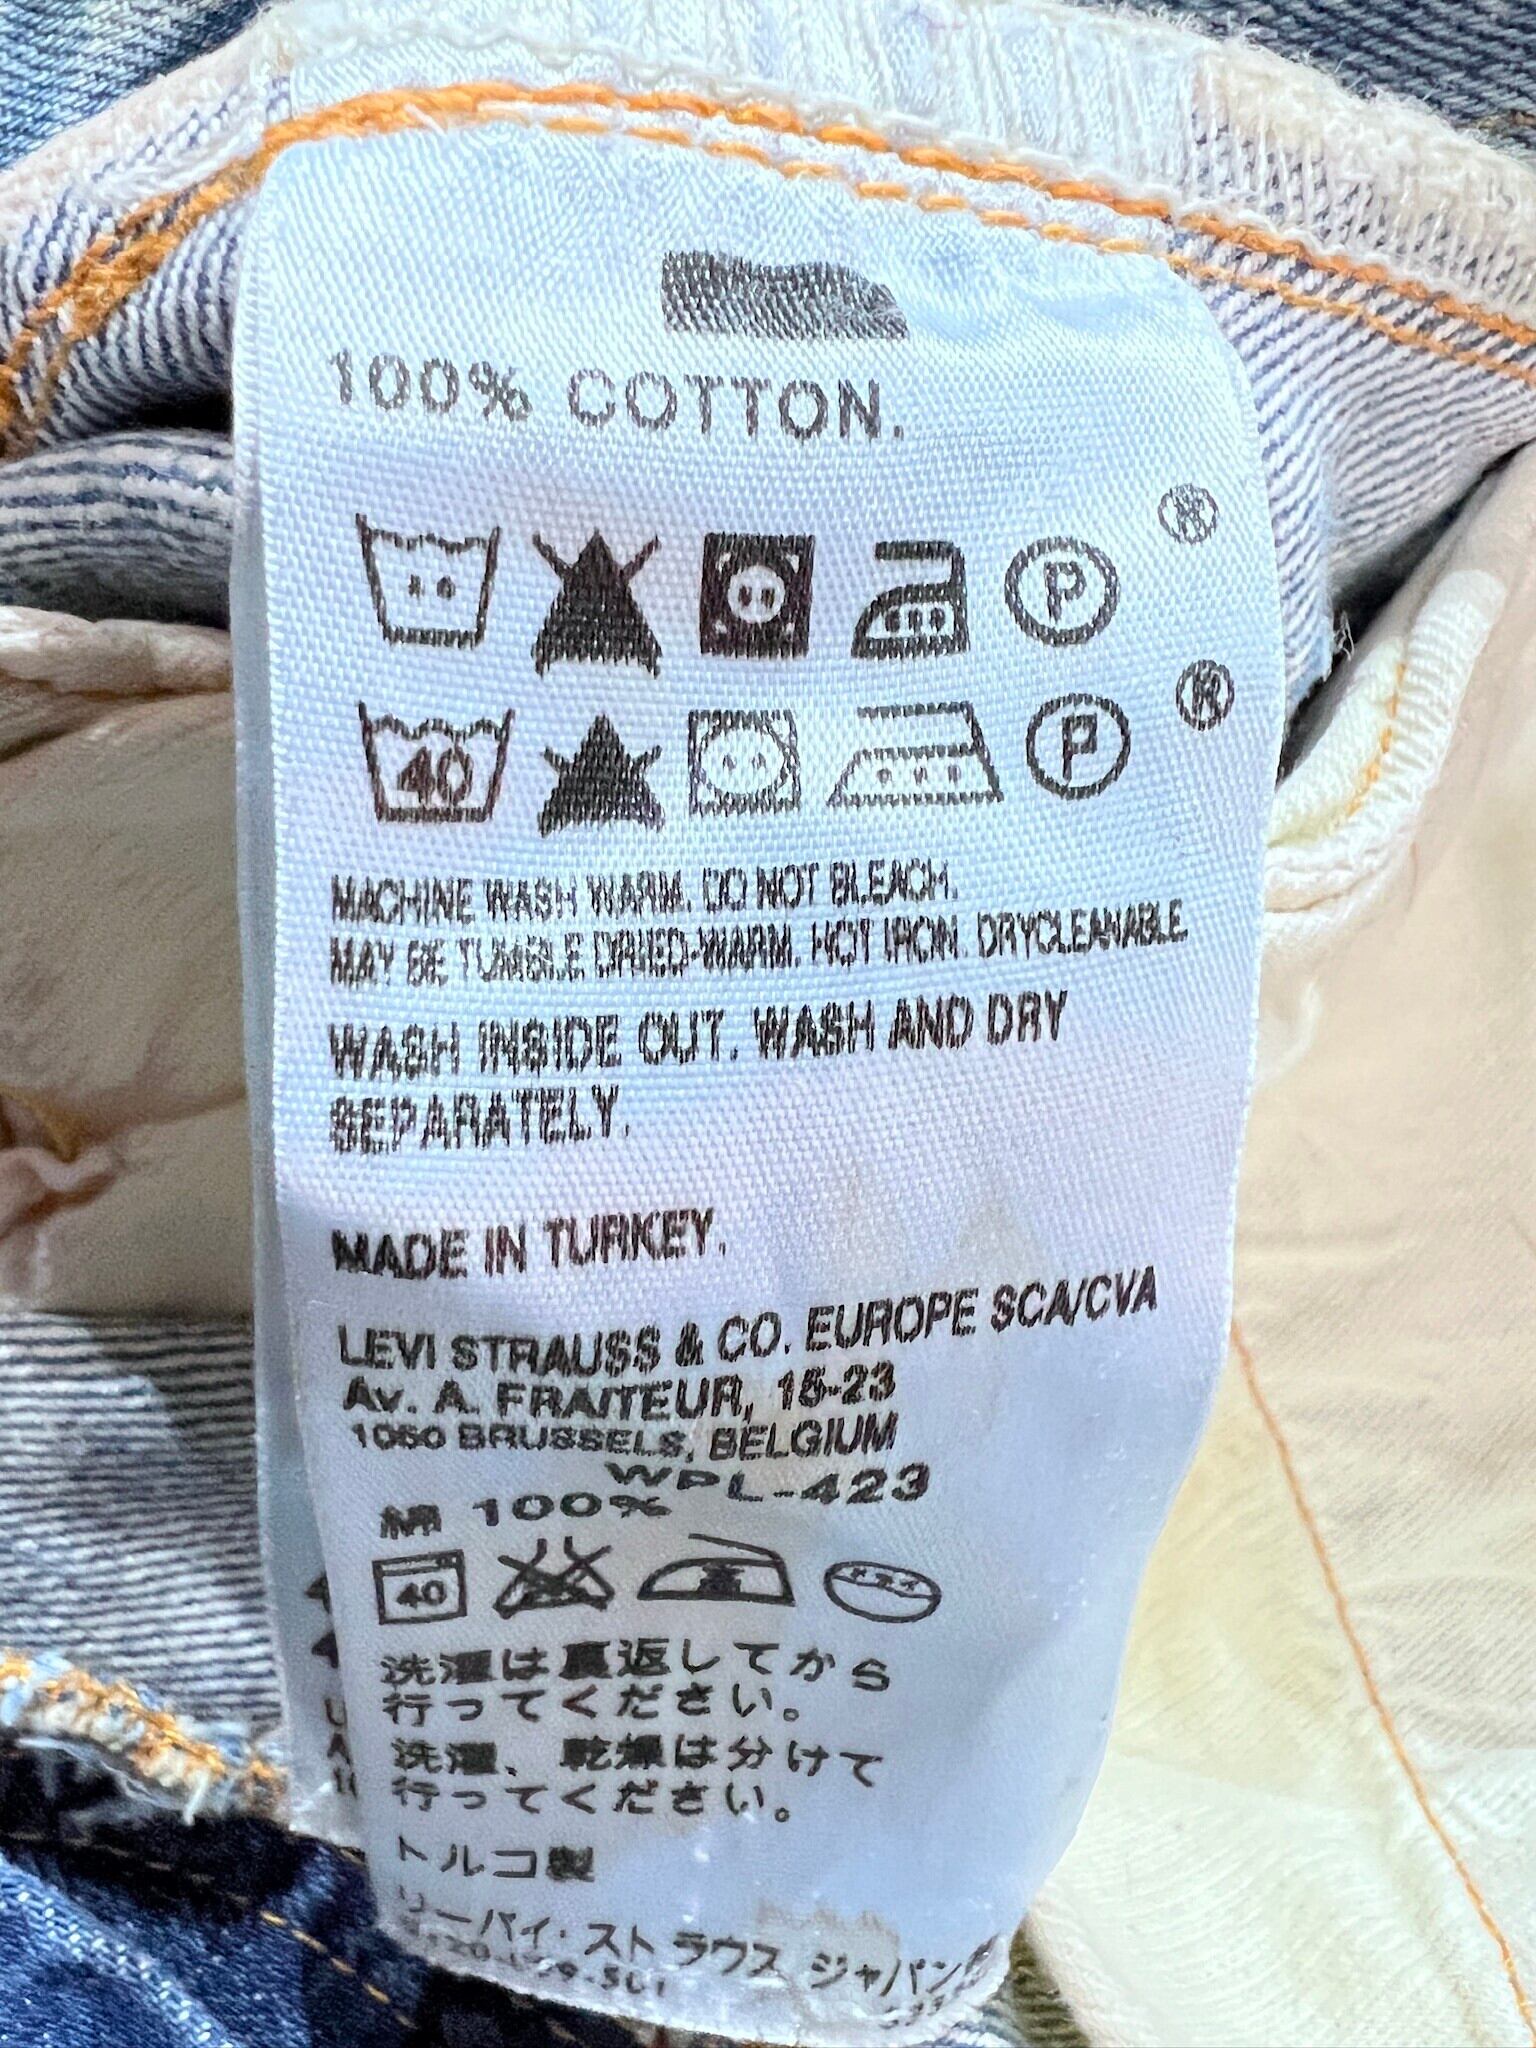 100% COTTON.
P ®
40 P ®
MACHINE WASH WARM. DO NOT BLEACH.
MAY BE TUMBLE DRIED-WARM. HOT IRON. DRYCLEANABLE.
WASH INSIDE OUT. WASH AND DRY
SEPARATELY.
MADE IN TURKEY.
LEVI STRAUSS & CO. EUROPE SCA/CVA
AV. A. FRAITEUR, 15-23
1050 BRUSSELS, BELGIUM
WPL-423
100%
40
洗濯は裏返してから
行ってください。
洗濯、乾燥は分けて
行ってください。
トルコ製
リーバイ・ストラウス ジャパン